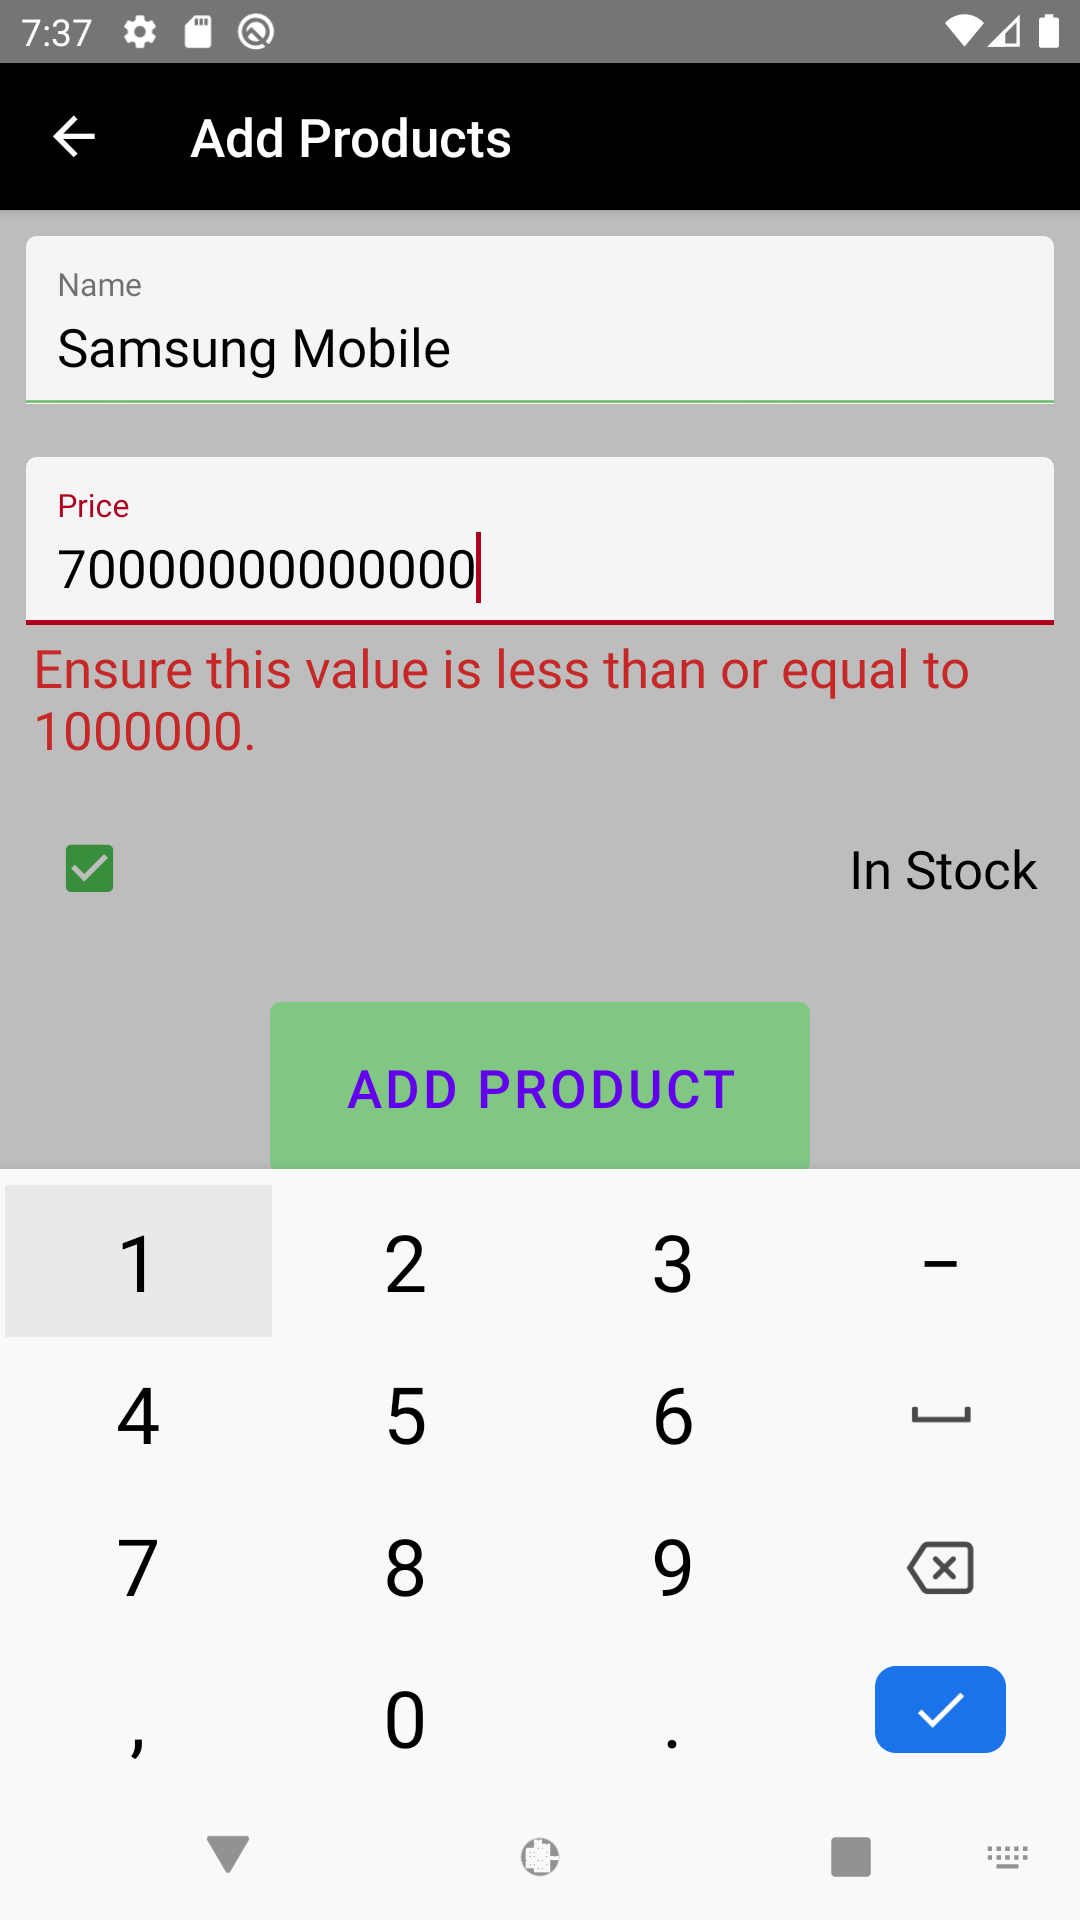 7:37
Add Products
Name
Samsung Mobile
Price
70000000000000
Ensure this value is less than or equal to
1000000.
In Stock
ADD PRODUCT
1 2 3 –
4 5 6
7 8 9
, 0 .